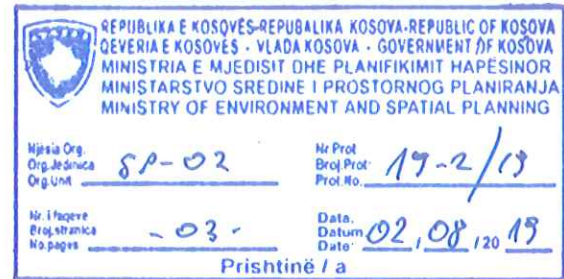 REPUBLIKA E KOSOVËS-REPUBALIKA KOSOVA-REPUBLIC OF KOSOVA
QEVERIA E KOSOVËS - VLADA KOSOVA - GOVERNMENT OF KOSOVA
MINISTRIA E MJEDISIT DHE PLANIFIKIMIT HAPËSINOR
MINISTARSTVO SREDINE I PROSTORNOG PLANIRANJA
MINISTRY OF ENVIRONMENT AND SPATIAL PLANNING
Njësia Org.
Org.Jedinica
Org.Unit SP-02
Nr Prot
Broj.Prot
Prot.No. 19-2/19
Nr. i faqeve
Broj.stranica
No.pages -03-
Data.
Datum
Date 02,08,20 19
Prishtinë / a